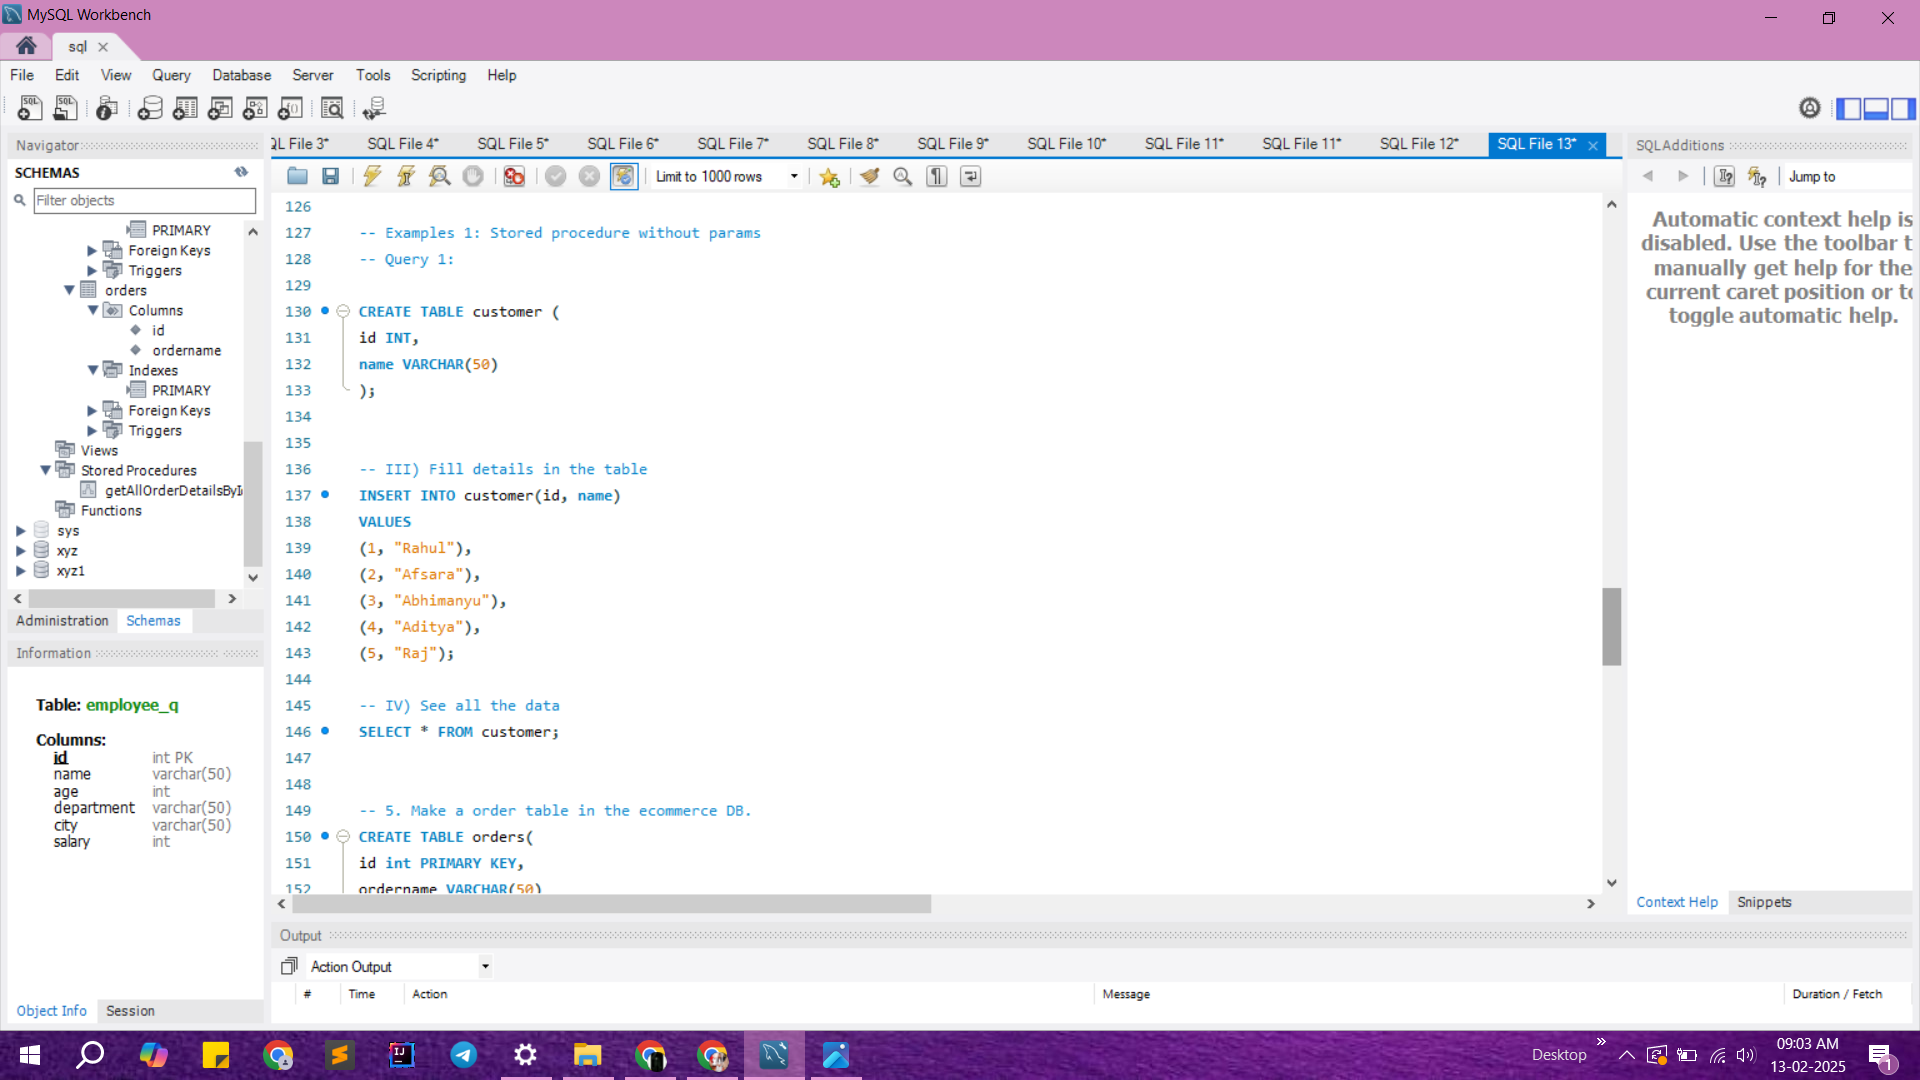 MySQL Workbench
sql
File Edit View Query Database Server Tools Scripting Help
Navigator
SCHEMAS
Filter objects
PRIMARY
Foreign Keys
Triggers
orders
Columns
id
ordername
Indexes
PRIMARY
Foreign Keys
Triggers
Views
Stored Procedures
getAllOrderDetailsById
Functions
sys
xyz
xyz1
Administration Schemas
Information
Table: employee_q
Columns:
id int PK
name varchar(50)
age int
department varchar(50)
city varchar(50)
salary int
Object Info Session
QL File 3* SQL File 4* SQL File 5* SQL File 6* SQL File 7* SQL File 8* SQL File 9* SQL File 10* SQL File 11* SQL File 11* SQL File 12* SQL File 13*
Limit to 1000 rows
126
127 -- Examples 1: Stored procedure without params
128 -- Query 1:
129
130 CREATE TABLE customer (
131 id INT,
132 name VARCHAR(50)
133 );
134
135
136 -- III) Fill details in the table
137 INSERT INTO customer(id, name)
138 VALUES
139 (1, "Rahul"),
140 (2, "Afsara"),
141 (3, "Abhimanyu"),
142 (4, "Aditya"),
143 (5, "Raj");
144
145 -- IV) See all the data
146 SELECT * FROM customer;
147
148
149 -- 5. Make a order table in the ecommerce DB.
150 CREATE TABLE orders(
151 id int PRIMARY KEY,
152 ordername VARCHAR(50)
Output
Action Output
# Time Action Message Duration / Fetch
SQLAdditions
Jump to
Automatic context help is
disabled. Use the toolbar t
manually get help for the
current caret position or to
toggle automatic help.
Context Help Snippets
Desktop
09:03 AM
13-02-2025
1